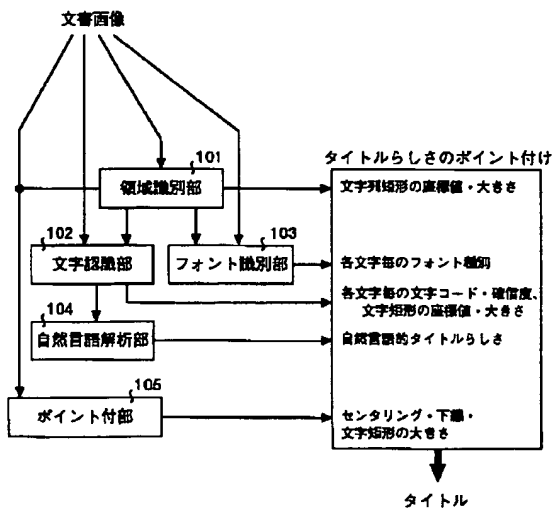 文書画像
101
領域識別部
タイトルらしさのポイント付け
文字列矩形の座標値・大きさ
102
文字認識部
103
フォント識別部
各文字毎のフォント種別
各文字毎の文字コード・確信度、
文字矩形の座標値・大きさ
104
自然言語解析部
自然言語的タイトルらしさ
105
ポイント付部
センタリング・下線・
文字矩形の大きさ
タイトル